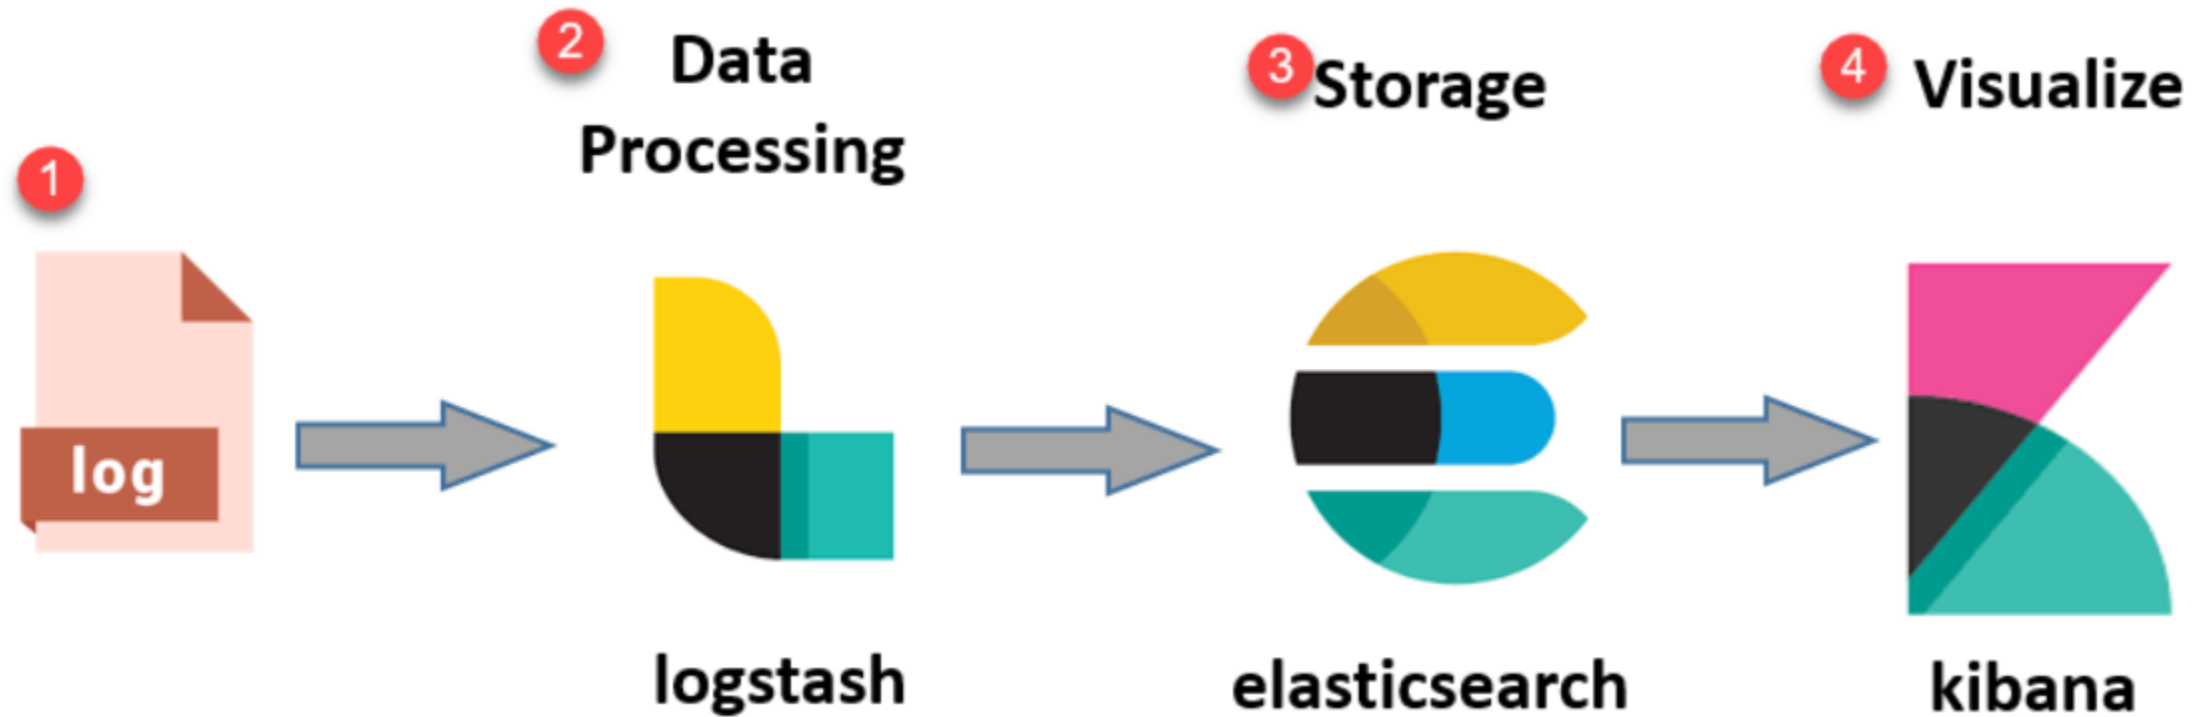 1
log
2
Data
Processing
logstash
3
Storage
elasticsearch
4
Visualize
kibana